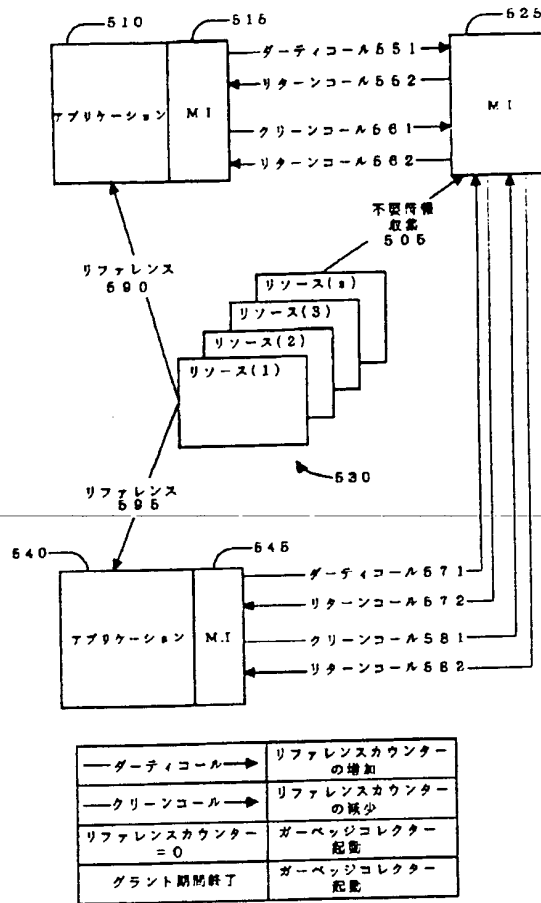 510
515
525
アプリケーション
MI
ダーティコール551
リターンコール552
クリーンコール561
リターンコール562
MI
不要情報
収集
505
リファレンス
590
リソース(n)
リソース(3)
リソース(2)
リソース(1)
530
リファレンス
595
540
545
アプリケーション
M.I
ダーティコール571
リターンコール572
クリーンコール581
リターンコール582
ダーティコール
リファレンスカウンター
の増加
クリーンコール
リファレンスカウンター
の減少
リファレンスカウンター
=0
ガーベッジコレクター
起動
グラント期間終了
ガーベッジコレクター
起動